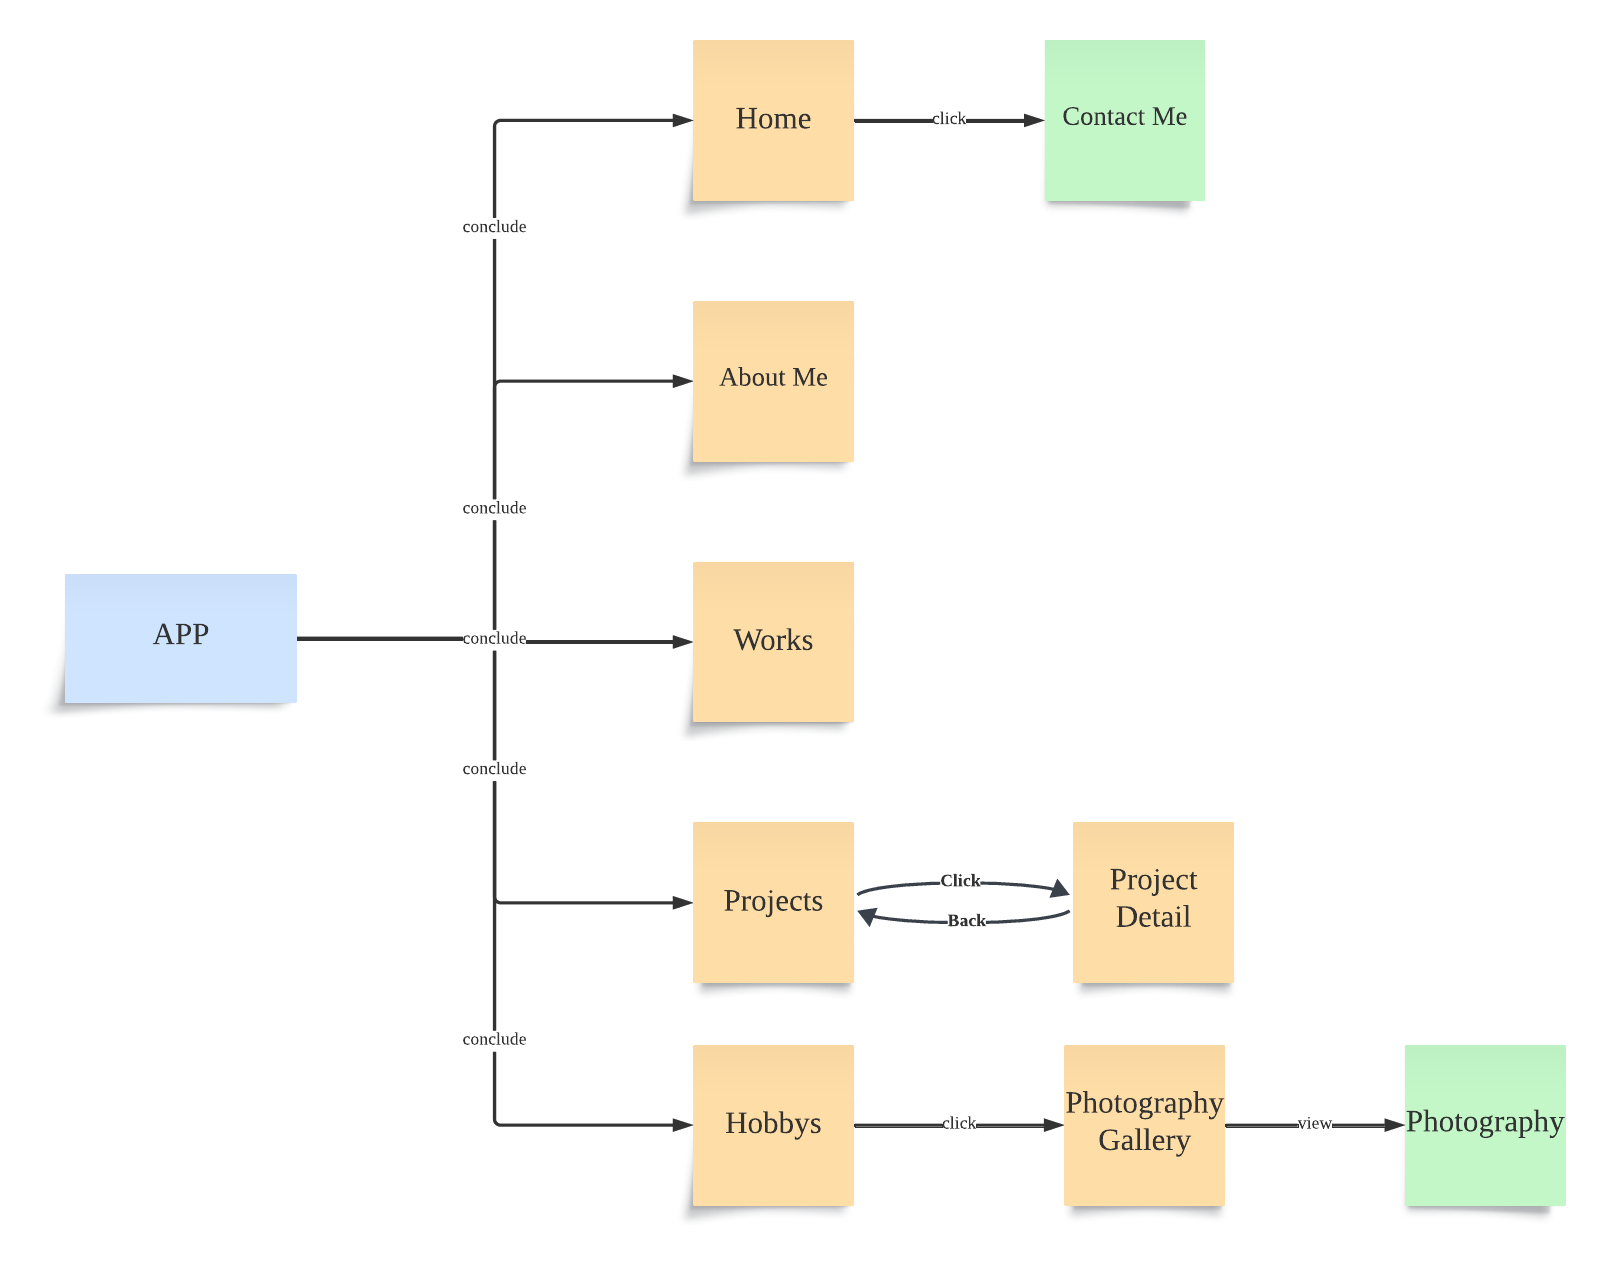 Home
click
Contact Me
conclude
About Me
conclude
APP
conclude
Works
conclude
Projects
Click
Back
Project
Detail
conclude
Hobbys
click
Photography
Gallery
view
Photography